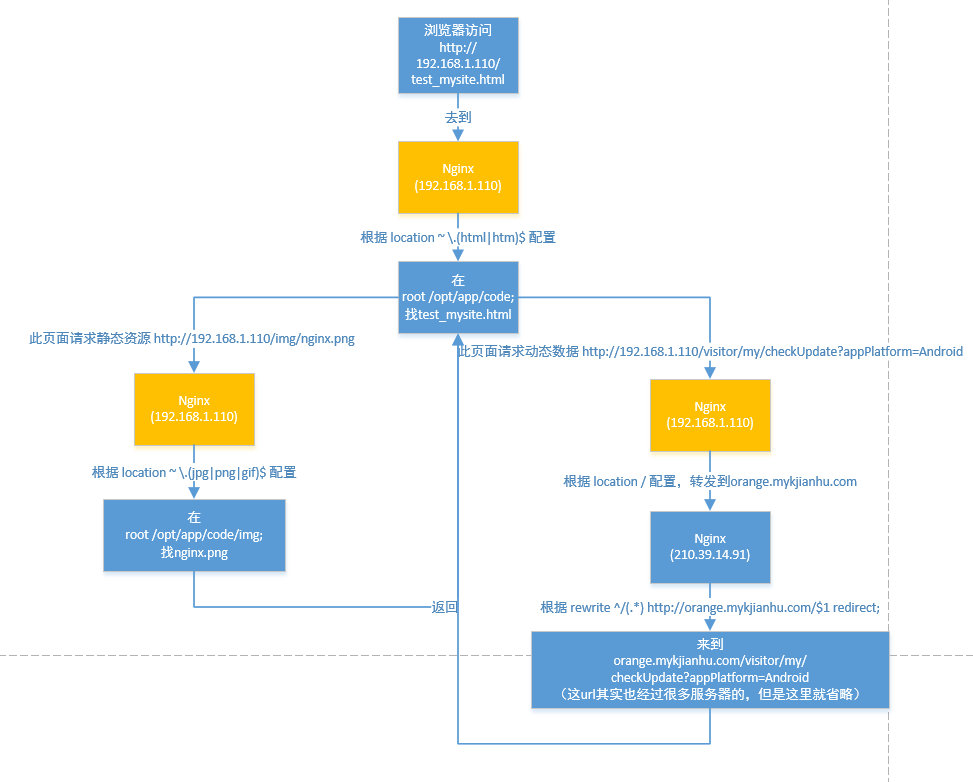 浏览器访问
http://
192.168.1.110/
test_mysite.html
去到
Nginx
(192.168.1.110)
根据 location ~ \.(html|htm)$ 配置
在
root /opt/app/code;
找test_mysite.html
此页面请求静态资源 http://192.168.1.110/img/nginx.png
此页面请求动态数据 http://192.168.1.110/visitor/my/checkUpdate?appPlatform=Android
Nginx
(192.168.1.110)
Nginx
(192.168.1.110)
根据 location ~ \.(jpg|png|gif)$ 配置
根据 location / 配置，转发到orange.mykjianhu.com
在
root /opt/app/code/img;
找nginx.png
Nginx
(210.39.14.91)
返回
根据 rewrite ^/(.*) http://orange.mykjianhu.com/$1 redirect;
来到
orange.mykjianhu.com/visitor/my/
checkUpdate?appPlatform=Android
（这url其实也经过很多服务器的，但是这里就省略）